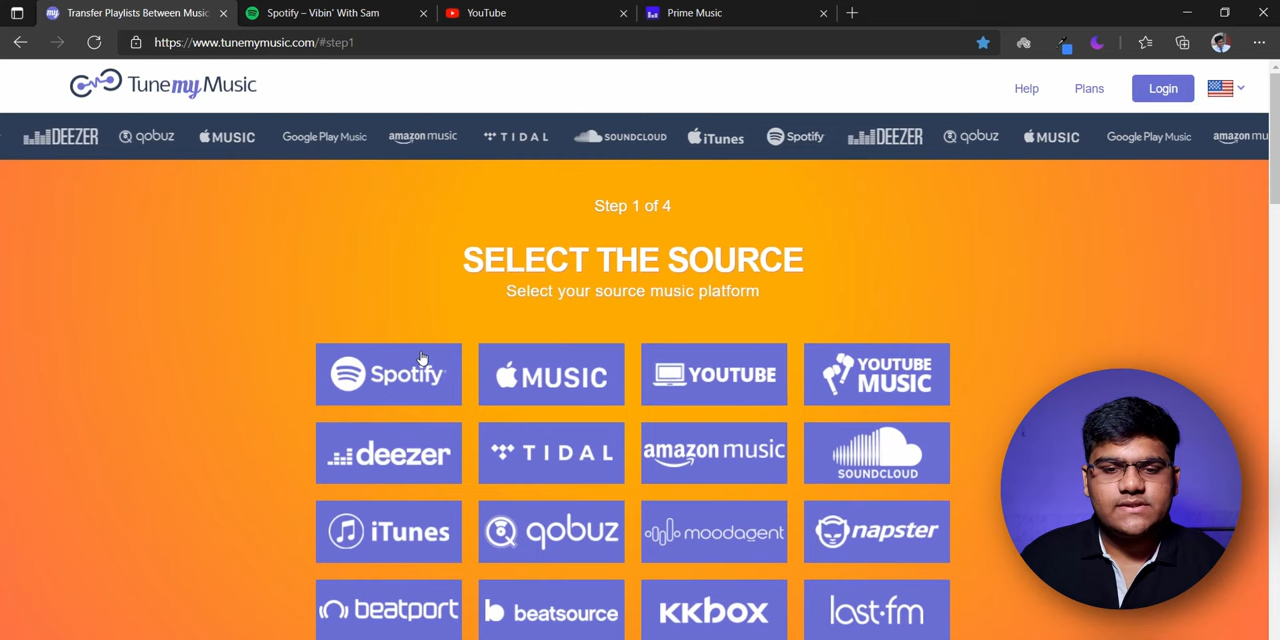 Transfer Playlists Between Music
Spotify – Vibin' With Sam
YouTube
Prime Music
https://www.tunemymusic.com/#step1
TunemyMusic
Help
Plans
Login
DEEZER
qobuz
MUSIC
Google Play Music
amazon music
TIDAL
SOUNDCLOUD
iTunes
Spotify
DEEZER
qobuz
MUSIC
Google Play Music
amazon mu
Step 1 of 4
SELECT THE SOURCE
Select your source music platform
Spotify
MUSIC
YOUTUBE
YOUTUBE
MUSIC
deezer
TIDAL
amazon music
SOUNDCLOUD
iTunes
qobuz
moodagent
napster
beatport
beatsource
KKBOX
last.fm